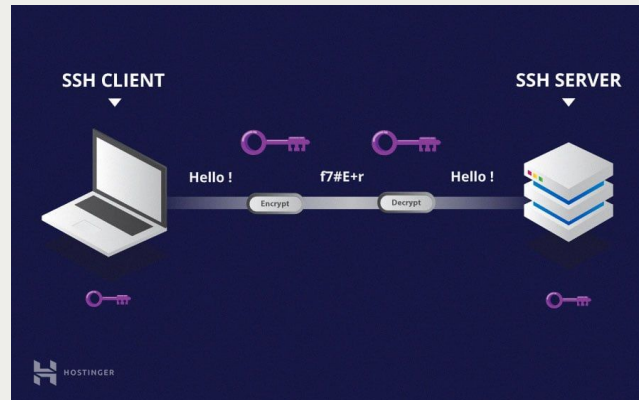 SSH CLIENT
SSH SERVER
Hello !
f7#E+r
Hello !
Encrypt
Decrypt
HOSTINGER